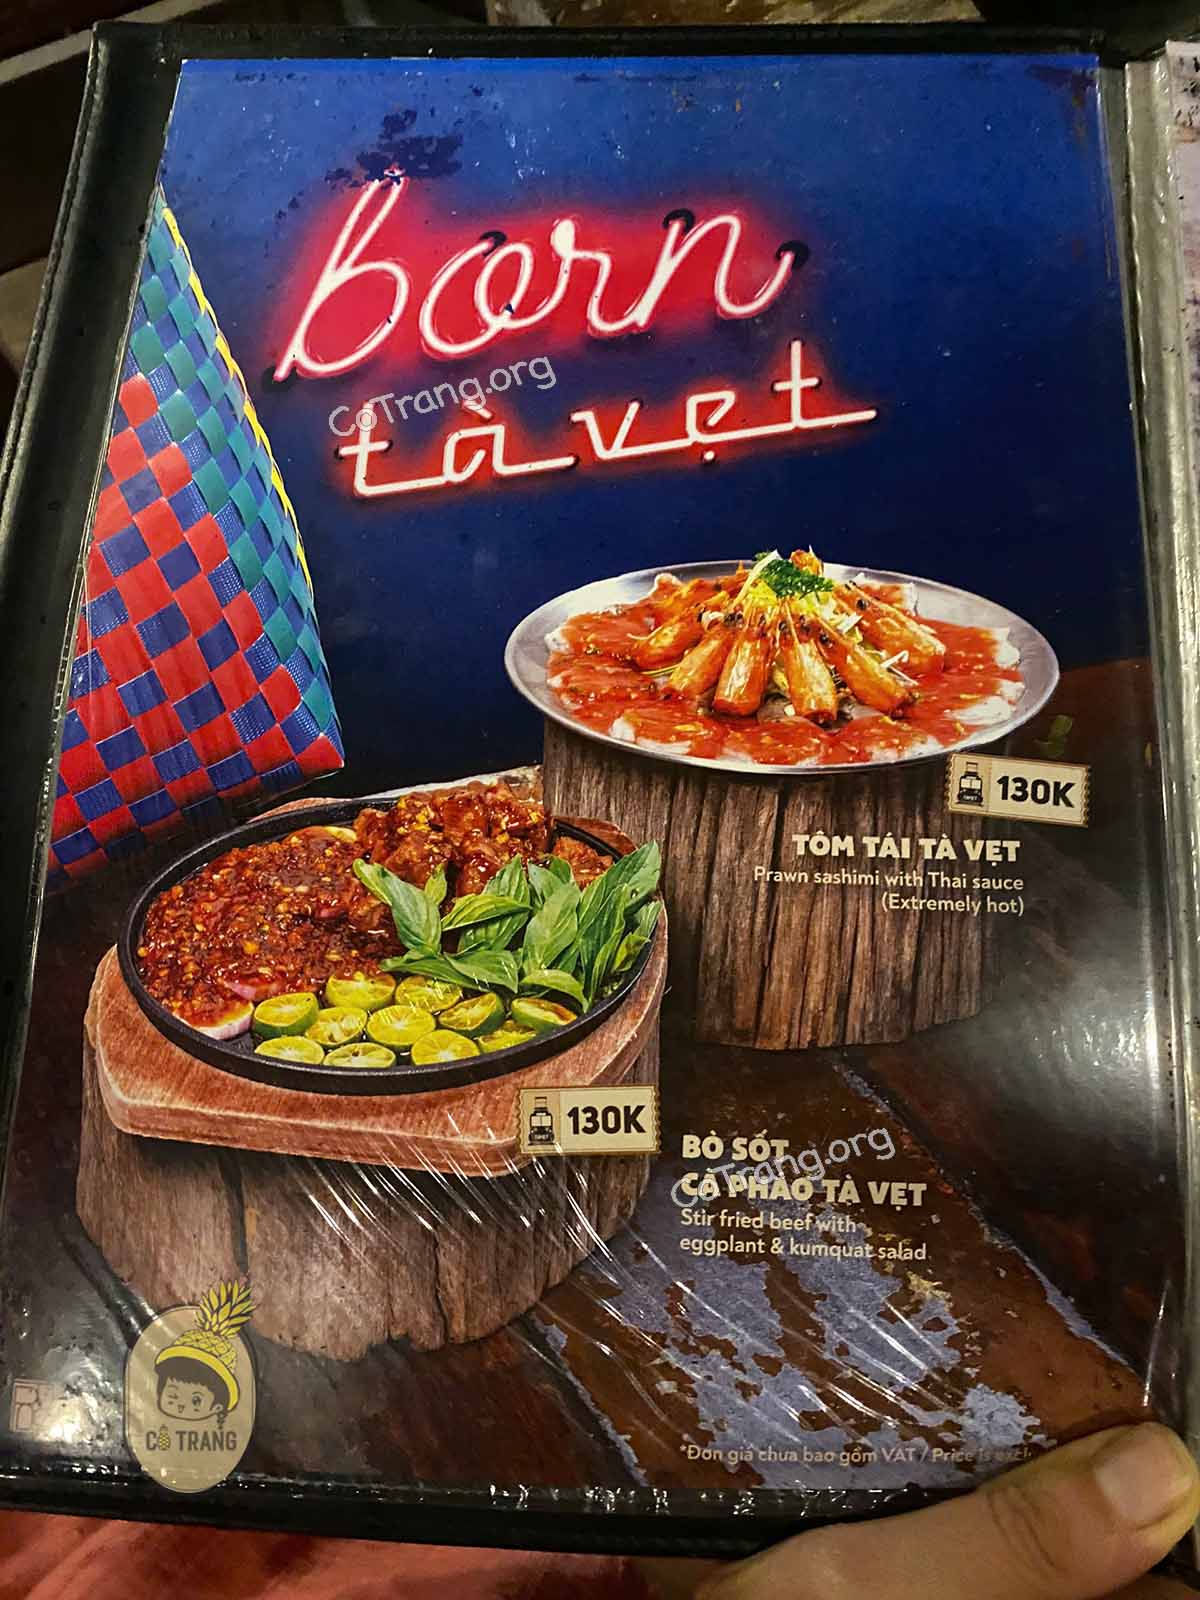 born
CoTrang.org
tà vẹt
130K
TÔM TÁI TÀ VẸT
Prawn sashimi with Thai sauce
(Extremely hot)
130K
BÒ SỐT
CÀ PHÁO TÀ VẸT
CoTrang.org
Stir fried beef with
eggplant & kumquat salad
CÔ TRANG
*Đơn giá chưa bao gồm VAT / Price is